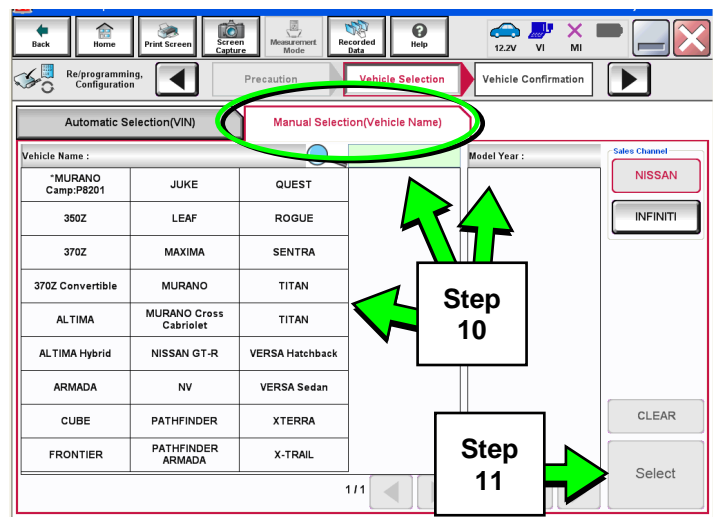 Back
Home
Print Screen
Screen
Capture
Measurement
Mode
Recorded
Data
Help
12.2V
VI
MI
Re/programming,
Configuration
Precaution
Vehicle Selection
Vehicle Confirmation
Automatic Selection(VIN)
Manual Selection(Vehicle Name)
Vehicle Name :
Model Year :
Sales Channel
*MURANO
Camp:P8201
JUKE
QUEST
NISSAN
350Z
LEAF
ROGUE
INFINITI
370Z
MAXIMA
SENTRA
370Z Convertible
MURANO
TITAN
Step
10
ALTIMA
MURANO Cross
Cabriolet
TITAN
ALTIMA Hybrid
NISSAN GT-R
VERSA Hatchback
ARMADA
NV
VERSA Sedan
CUBE
PATHFINDER
XTERRA
CLEAR
FRONTIER
PATHFINDER
ARMADA
X-TRAIL
Step
11
Select
1/1